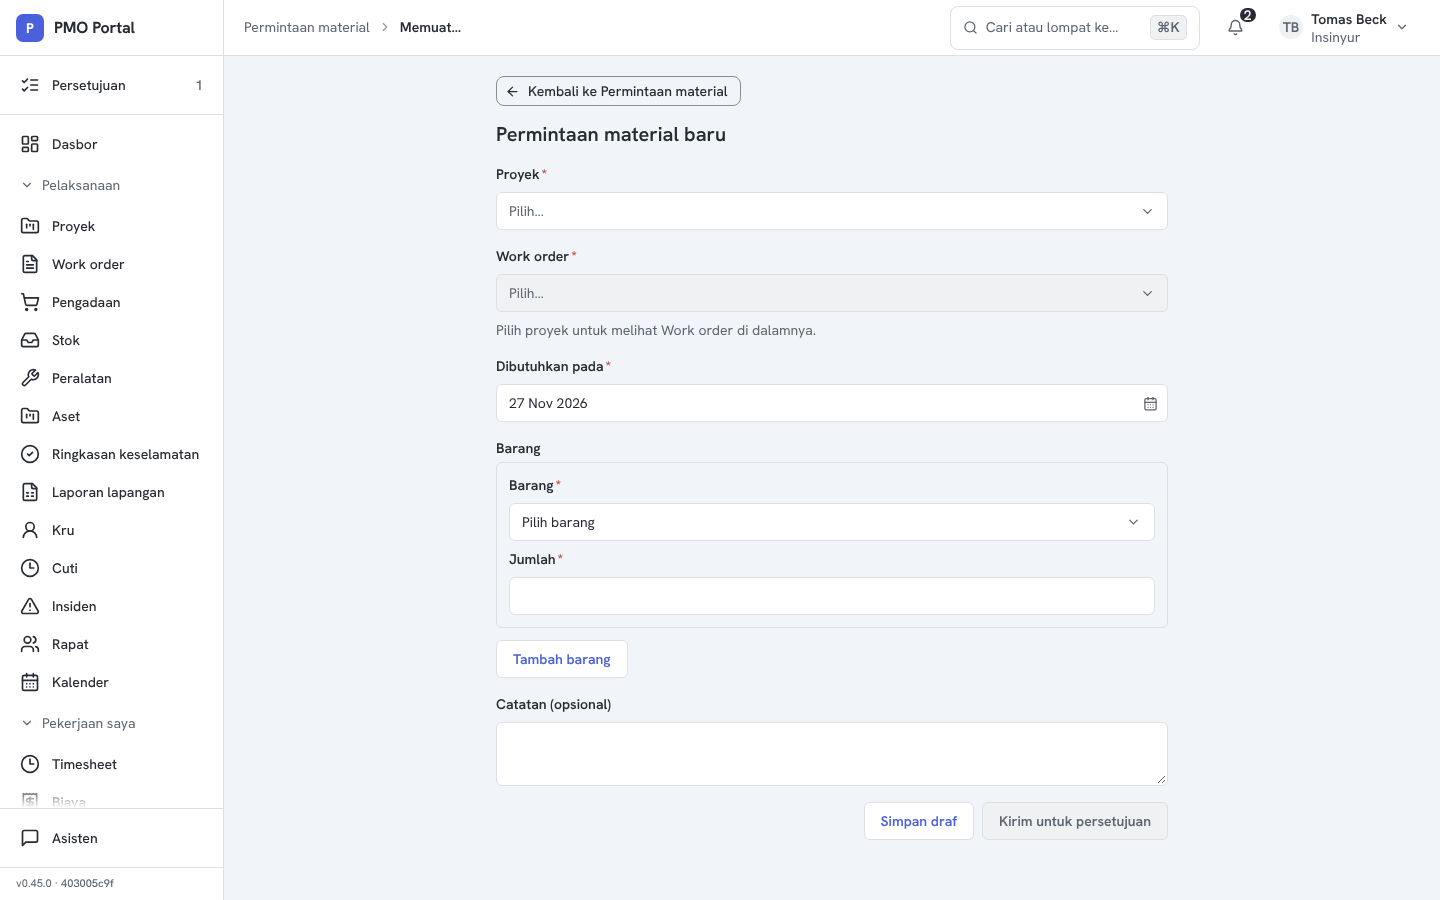 P PMO Portal
Permintaan material > Memuat...
Cari atau lompat ke...
⌘K
2
TB
Tomas Beck
Insinyur
Persetujuan 1
Dasbor
Pelaksanaan
Proyek
Work order
Pengadaan
Stok
Peralatan
Aset
Ringkasan keselamatan
Laporan lapangan
Kru
Cuti
Insiden
Rapat
Kalender
Pekerjaan saya
Timesheet
Biaya
Asisten
v0.45.0 · 403005c9f
Kembali ke Permintaan material
Permintaan material baru
Proyek*
Pilih...
Work order*
Pilih...
Pilih proyek untuk melihat Work order di dalamnya.
Dibutuhkan pada*
27 Nov 2026
Barang
Barang*
Pilih barang
Jumlah*
Tambah barang
Catatan (opsional)
Simpan draf
Kirim untuk persetujuan